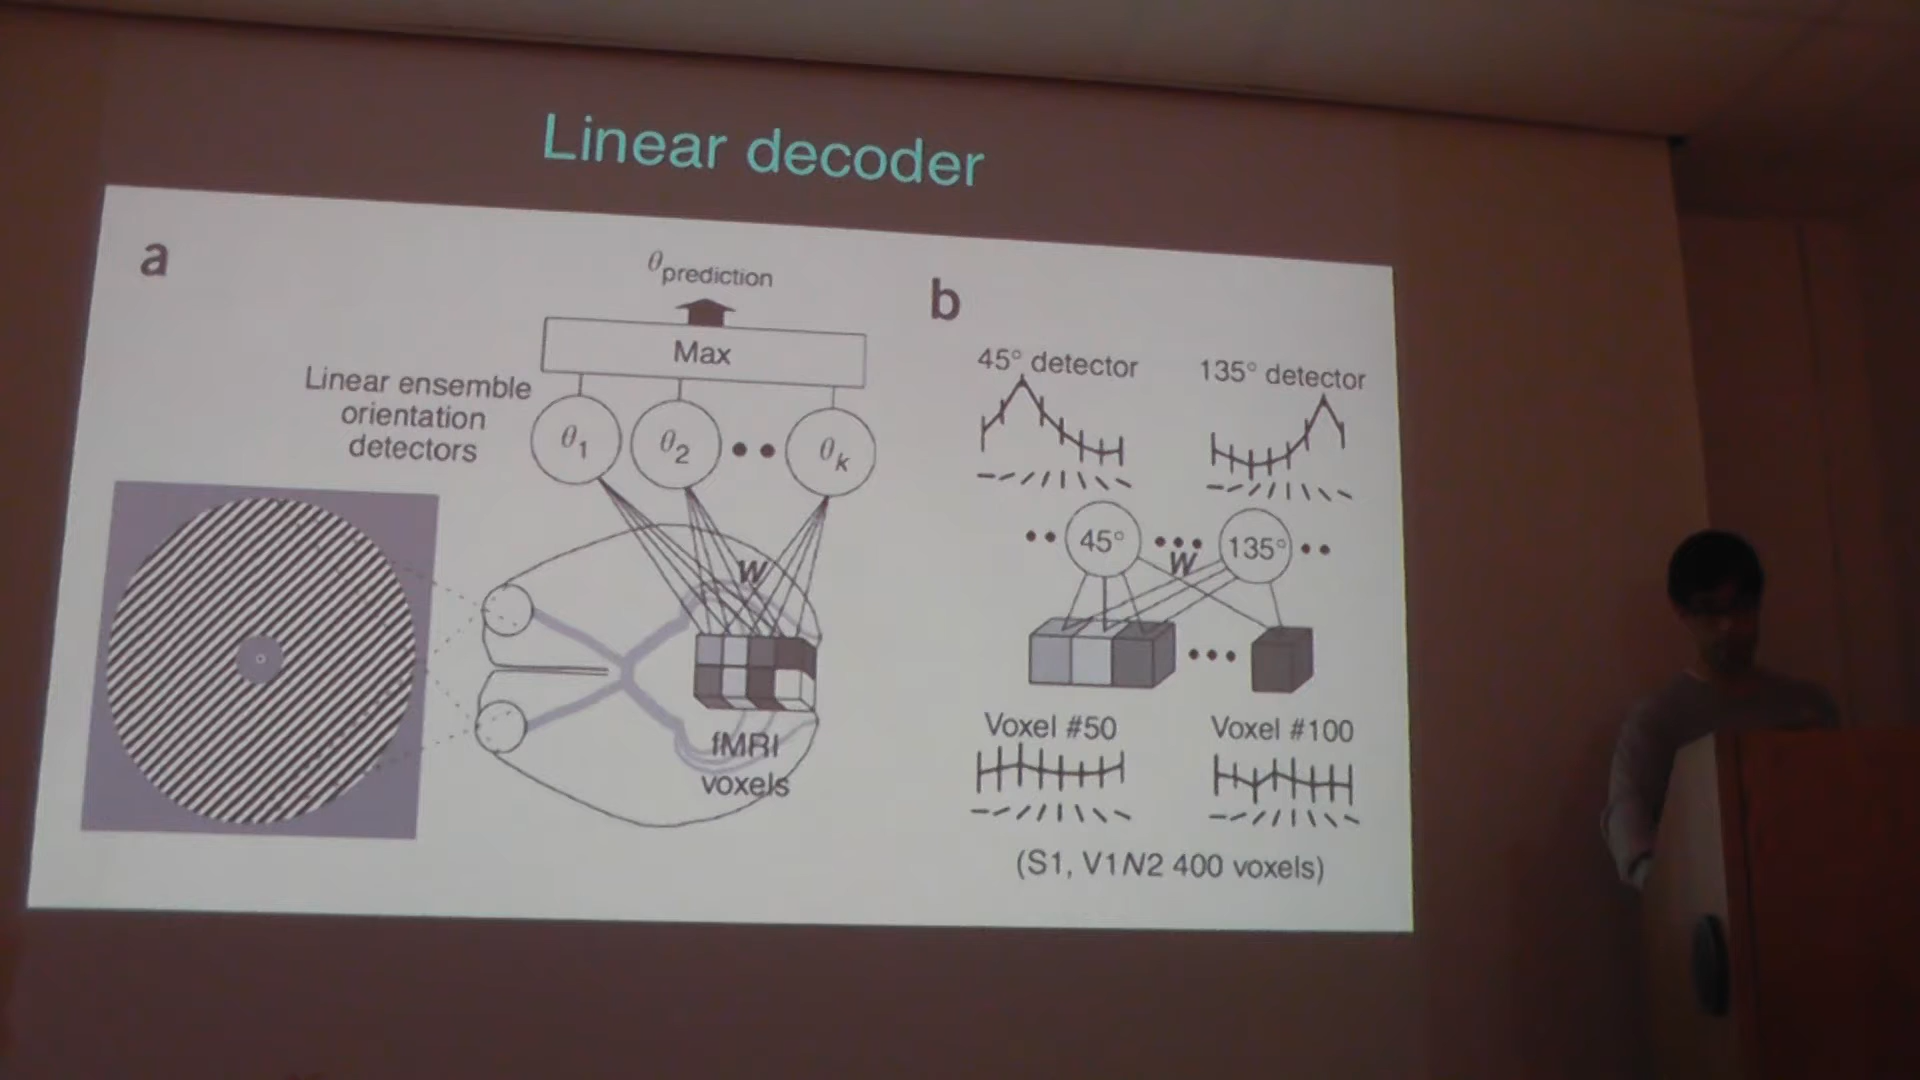 Linear decoder
a
θprediction
Max
Linear ensemble
orientation
detectors
θ1 θ2 •• θk
W
fMRI
voxels
b
45° detector 135° detector
•• 45° ••• 135° ••
W
•••
Voxel #50 Voxel #100
(S1, V1N2 400 voxels)